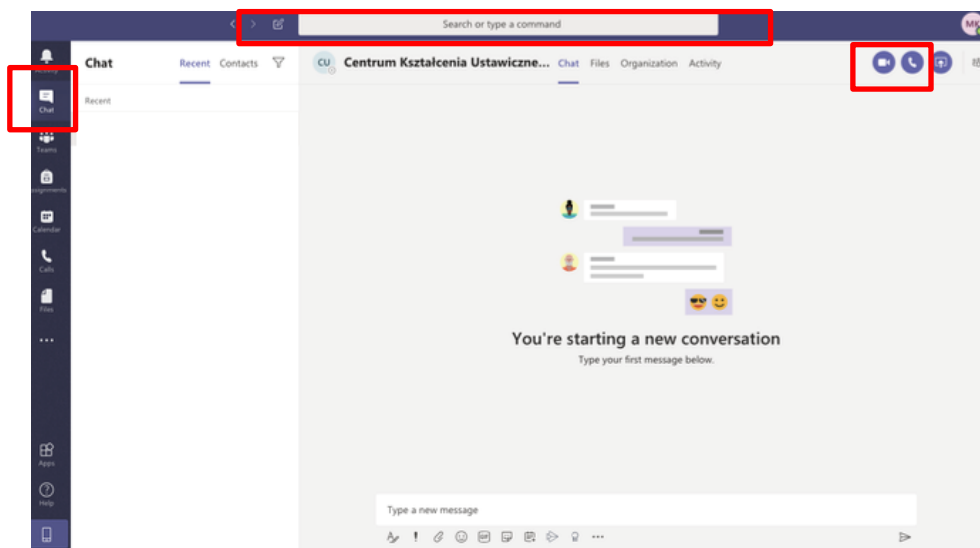 Search or type a command
MK
Activity
Chat
Teams
Assignments
Calendar
Calls
Files
Apps
Help
Chat Recent Contacts
Recent
CU Centrum Kształcenia Ustawiczne... Chat Files Organization Activity
You're starting a new conversation
Type your first message below.
Type a new message
GIF